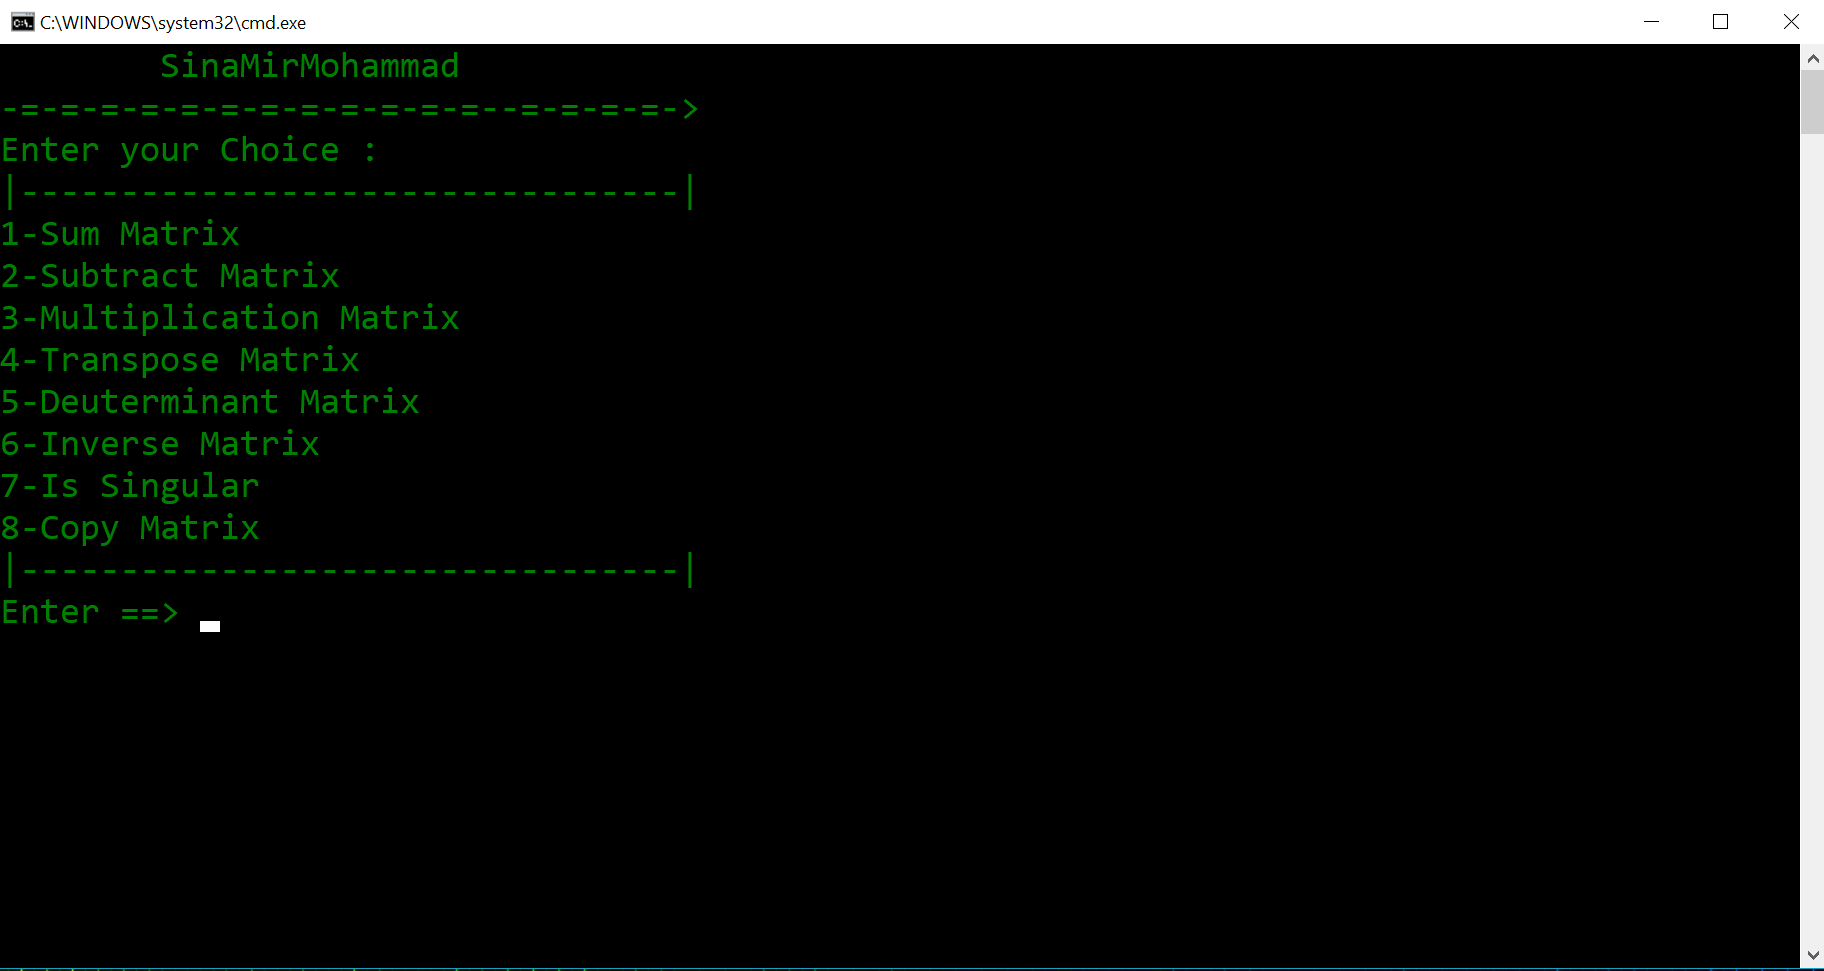 C:\WINDOWS\system32\cmd.exe
SinaMirMohammad
-=-=-=-=-=-=-=-=-=-=-=-=--=-=-=-=->
Enter your Choice :
|---------------------------------|
1-Sum Matrix
2-Subtract Matrix
3-Multiplication Matrix
4-Transpose Matrix
5-Deuterminant Matrix
6-Inverse Matrix
7-Is Singular
8-Copy Matrix
|---------------------------------|
Enter ==>